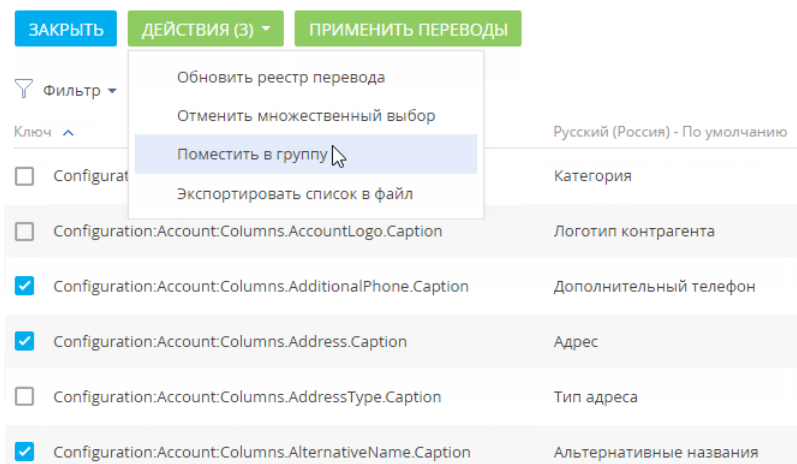 ЗАКРЫТЬ ДЕЙСТВИЯ (3) ПРИМЕНИТЬ ПЕРЕВОДЫ
Фильтр
Обновить реестр перевода
Отменить множественный выбор
Поместить в группу
Экспортировать список в файл
Ключ Русский (Россия) - По умолчанию
Категория
Configuration:Account:Columns.AccountLogo.Caption Логотип контрагента
Configuration:Account:Columns.AdditionalPhone.Caption Дополнительный телефон
Configuration:Account:Columns.Address.Caption Адрес
Configuration:Account:Columns.AddressType.Caption Тип адреса
Configuration:Account:Columns.AlternativeName.Caption Альтернативные названия